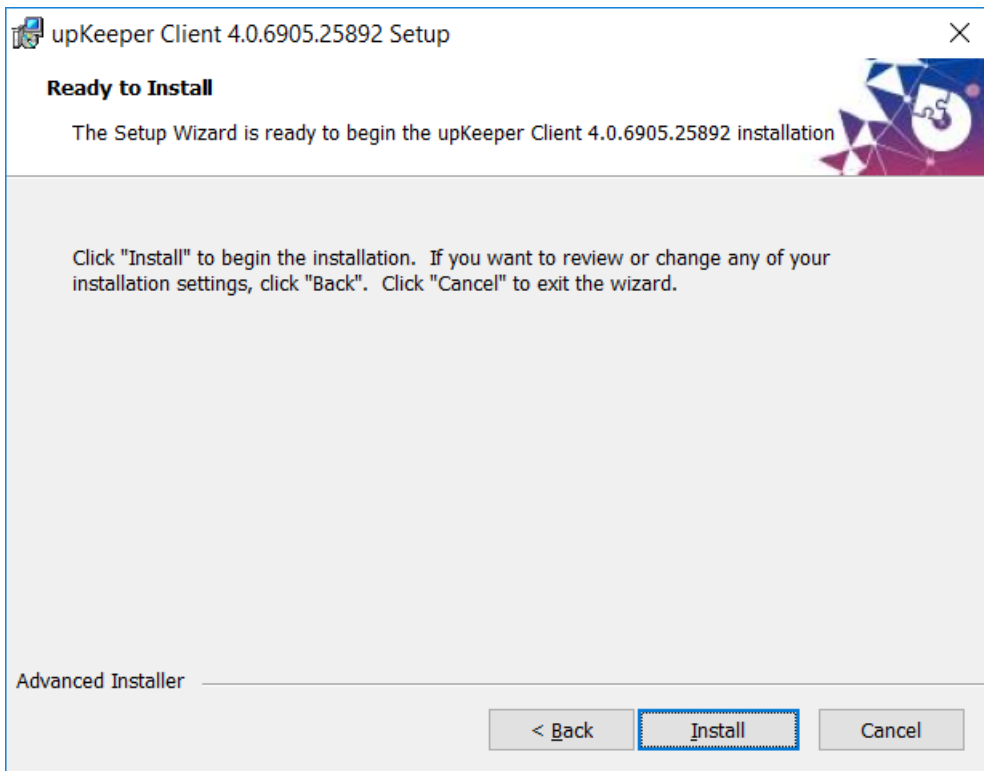 upKeeper Client 4.0.6905.25892 Setup
Ready to Install
The Setup Wizard is ready to begin the upKeeper Client 4.0.6905.25892 installation
Click "Install" to begin the installation.  If you want to review or change any of your
installation settings, click "Back".  Click "Cancel" to exit the wizard.
Advanced Installer
< Back
Install
Cancel